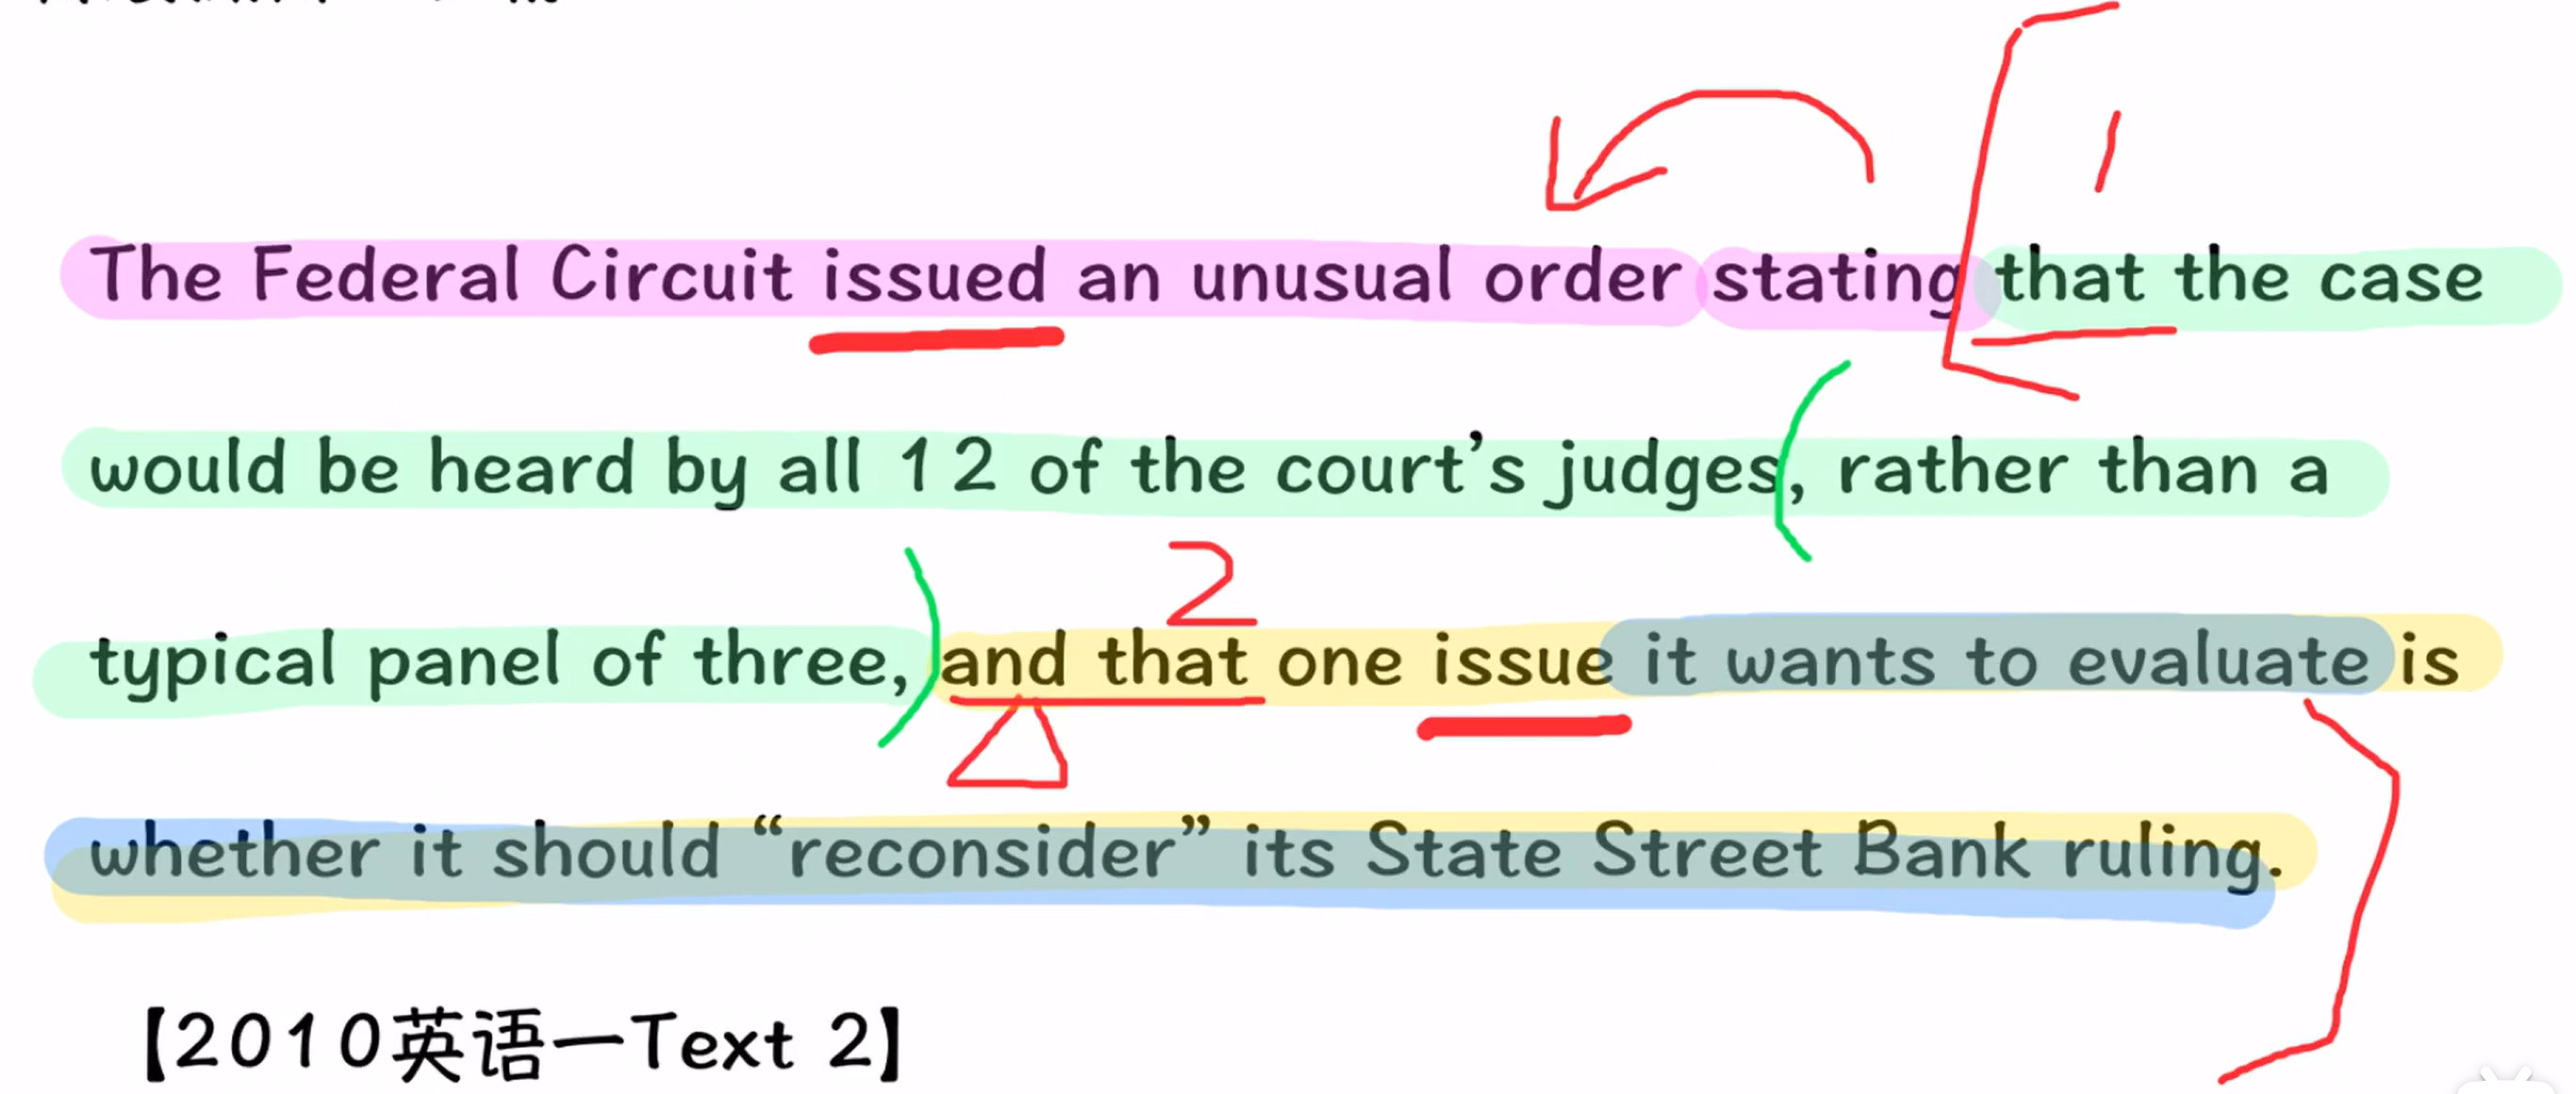 1
The Federal Circuit issued an unusual order stating that the case
would be heard by all 12 of the court’s judges, rather than a
2
typical panel of three, and that one issue it wants to evaluate is
whether it should “reconsider” its State Street Bank ruling.
【2010英语一Text 2】